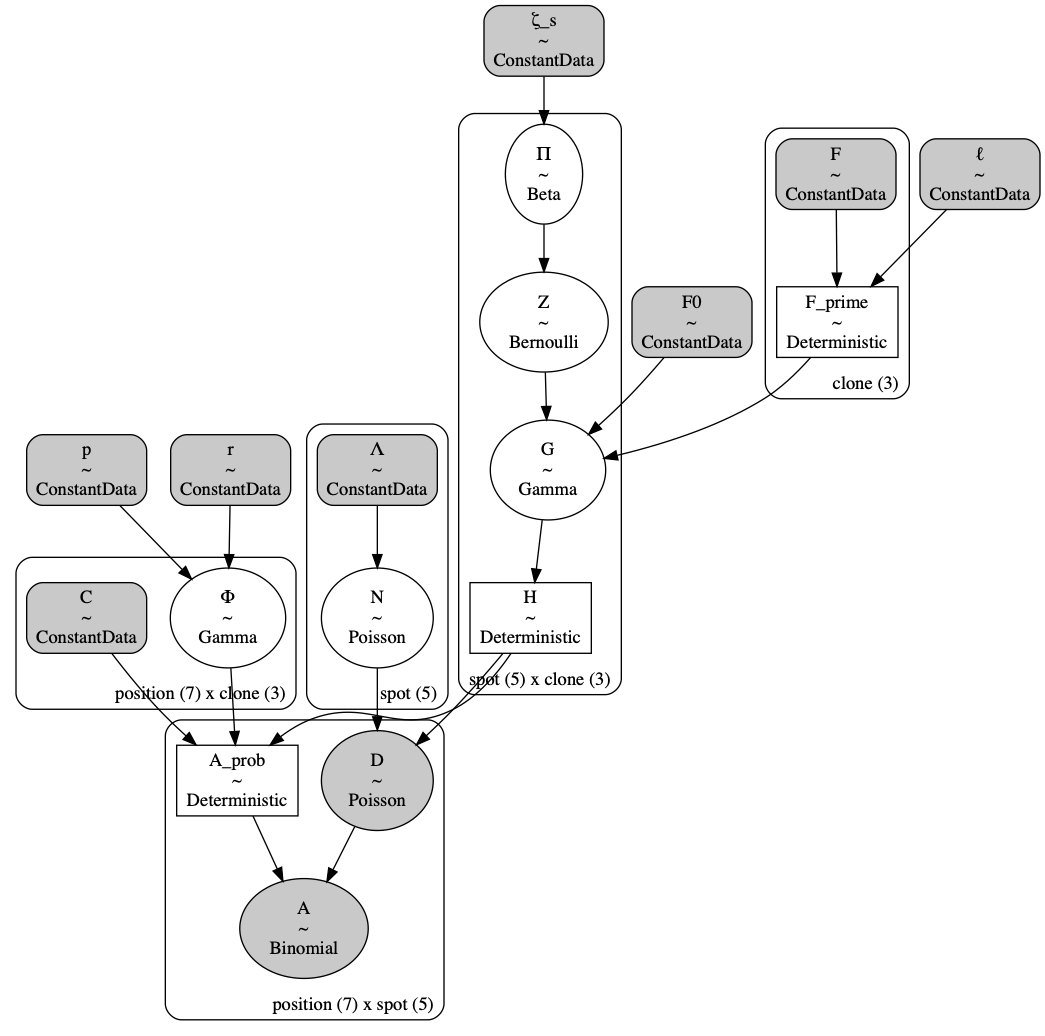 ζ_s
~
ConstantData
Π
~
Beta
F
~
ConstantData
ℓ
~
ConstantData
Z
~
Bernoulli
F0
~
ConstantData
F_prime
~
Deterministic
clone (3)
p
~
ConstantData
r
~
ConstantData
Λ
~
ConstantData
G
~
Gamma
C
~
ConstantData
Φ
~
Gamma
N
~
Poisson
H
~
Deterministic
position (7) x clone (3)
spot (5)
spot (5) x clone (3)
A_prob
~
Deterministic
D
~
Poisson
A
~
Binomial
position (7) x spot (5)